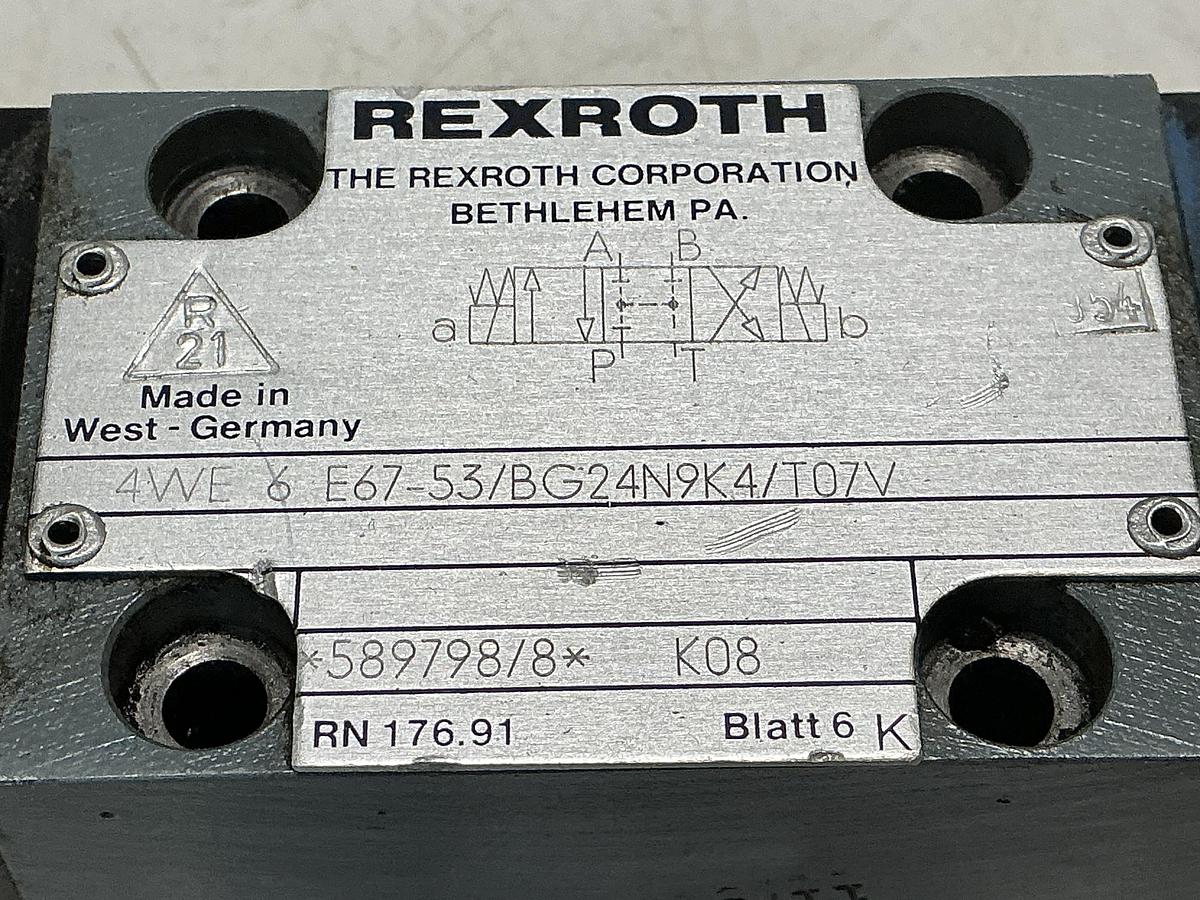 REXROTH
THE REXROTH CORPORATION
BETHLEHEM PA.
A B
a b
P T
R
21
Made in
West - Germany
4WE 6 E67-53/BG24N9K4/T07V
*589798/8* K08
RN 176.91 Blatt 6 K